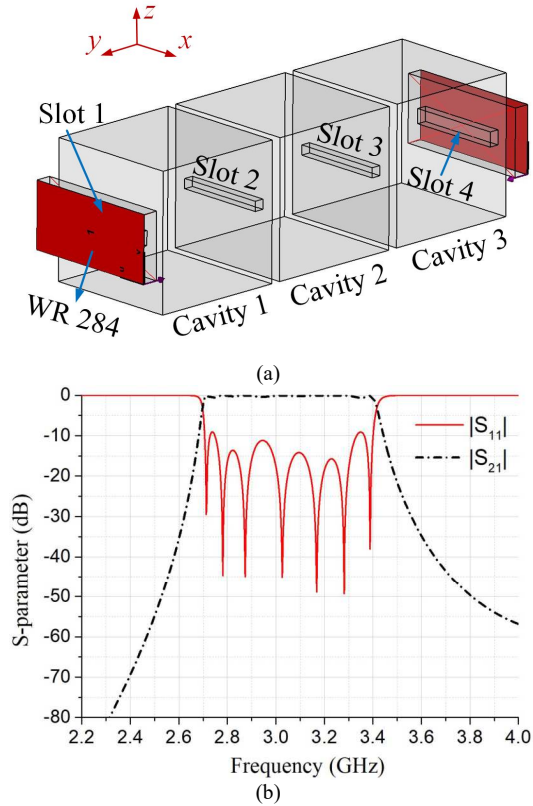 z
y
x
Slot 1
Slot 2
Slot 3
Slot 4
WR 284
Cavity 1
Cavity 2
Cavity 3
(a)
0
-10
-20
-30
-40
-50
-60
-70
-80
S-parameter (dB)
|S₁₁|
|S₂₁|
2.2 2.4 2.6 2.8 3.0 3.2 3.4 3.6 3.8 4.0
Frequency (GHz)
(b)